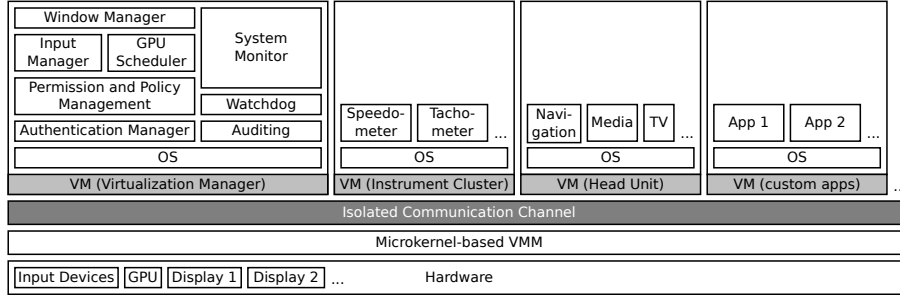 Window Manager
Input
Manager
GPU
Scheduler
System
Monitor
Permission and Policy
Management
Watchdog
Authentication Manager
Auditing
OS
VM (Virtualization Manager)
Speedo-
meter
Tacho-
meter
...
OS
VM (Instrument Cluster)
Navi-
gation
Media
TV
...
OS
VM (Head Unit)
App 1
App 2
...
OS
VM (custom apps)
...
Isolated Communication Channel
Microkernel-based VMM
Input Devices
GPU
Display 1
Display 2
...
Hardware